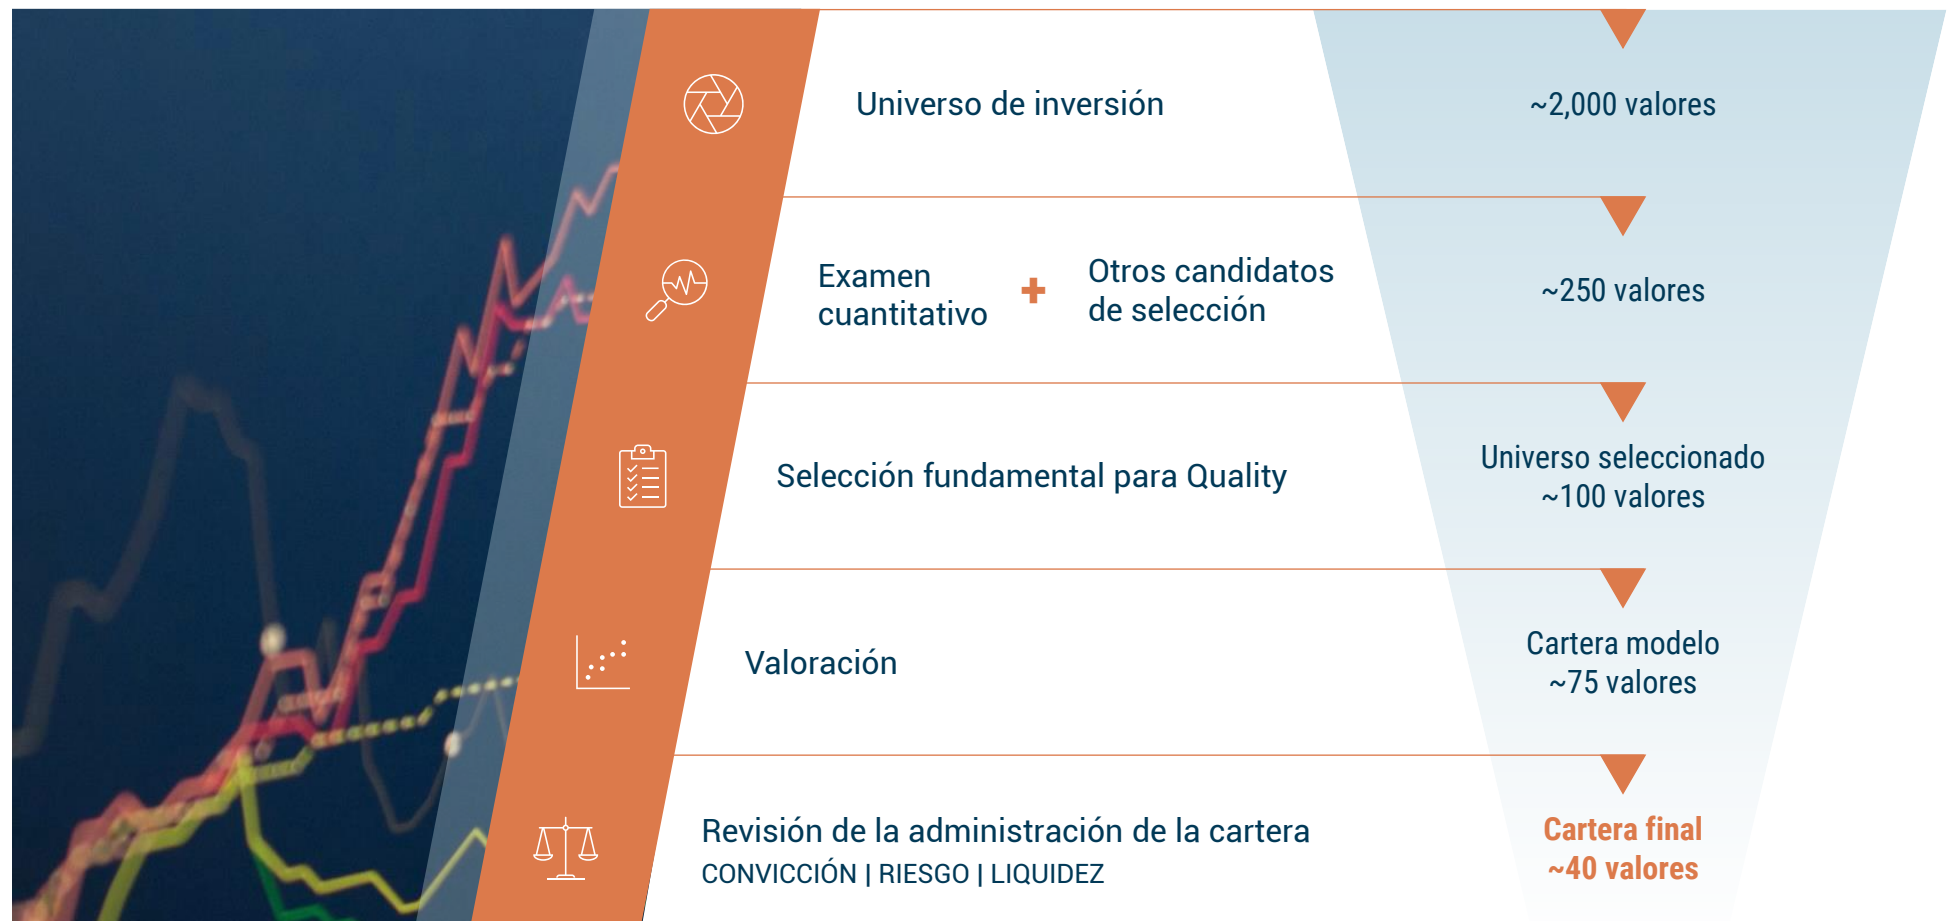 Universo de inversión
~2,000 valores
Examen
cuantitativo
+
Otros candidatos
de selección
~250 valores
Selección fundamental para Quality
Universo seleccionado
~100 valores
Valoración
Cartera modelo
~75 valores
Revisión de la administración de la cartera
CONVICCIÓN | RIESGO | LIQUIDEZ
Cartera final
~40 valores